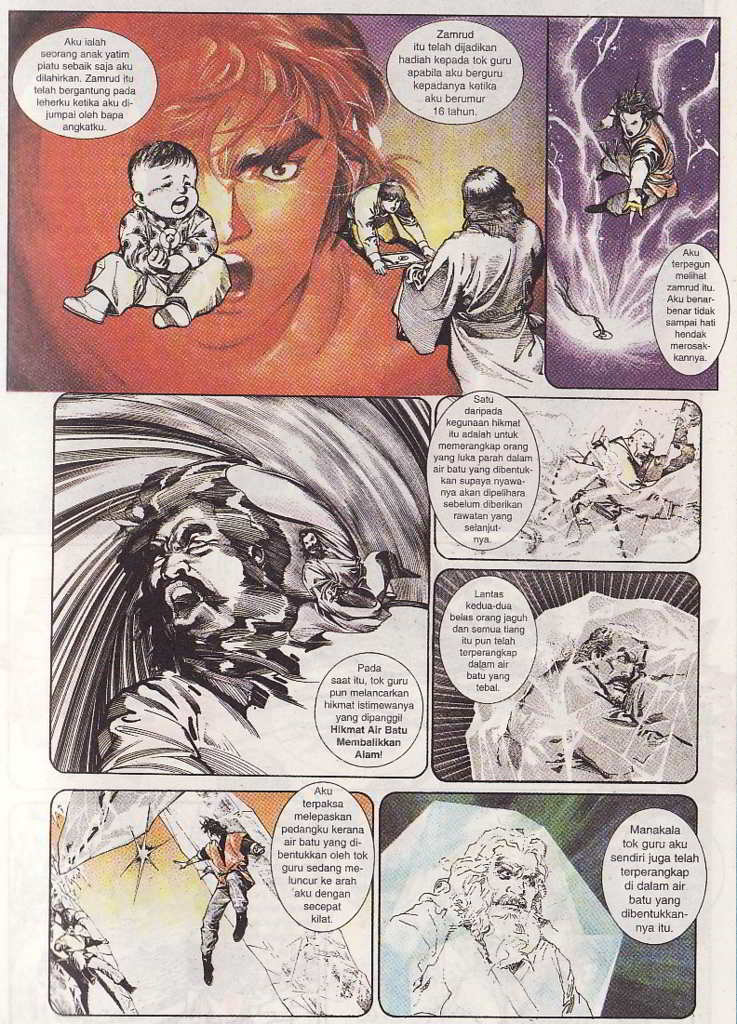 Aku ialah
seorang anak yatim
piatu sebaik saja aku
dilahirkan. Zamrud itu
telah bergantung pada
leherku ketika aku di-
jumpai oleh bapa
angkatku.
Zamrud
itu telah dijadikan
hadiah kepada tok guru
apabila aku berguru
kepadanya ketika
aku berumur
16 tahun.
Aku
terpegun
melihat
zamrud itu.
Aku benar-
benar tidak
sampai hati
hendak
merosak-
kannya.
Pada
saat itu, tok guru
pun melancarkan
hikmat istimewanya
yang dipanggil
Hikmat Air Batu
Membalikkan
Alam!
Satu
daripada
kegunaan hikmat
itu adalah untuk
memerangkap orang
yang luka parah dalam
air batu yang dibentuk-
kan supaya nyawa-
nya akan dipelihara
sebelum diberikan
rawatan yang
selanjut-
nya.
Lantas
kedua-dua
belas orang jaguh
dan semua tiang
itu pun telah
terperangkap
dalam air
batu yang
tebal.
Aku
terpaksa
melepaskan
pedangku kerana
air batu yang di-
bentukkan oleh tok
guru sedang me-
luncur ke arah
aku dengan
secepat
kilat.
Manakala
tok guru aku
sendiri juga telah
terperangkap
di dalam air
batu yang
dibentukkan-
nya itu.